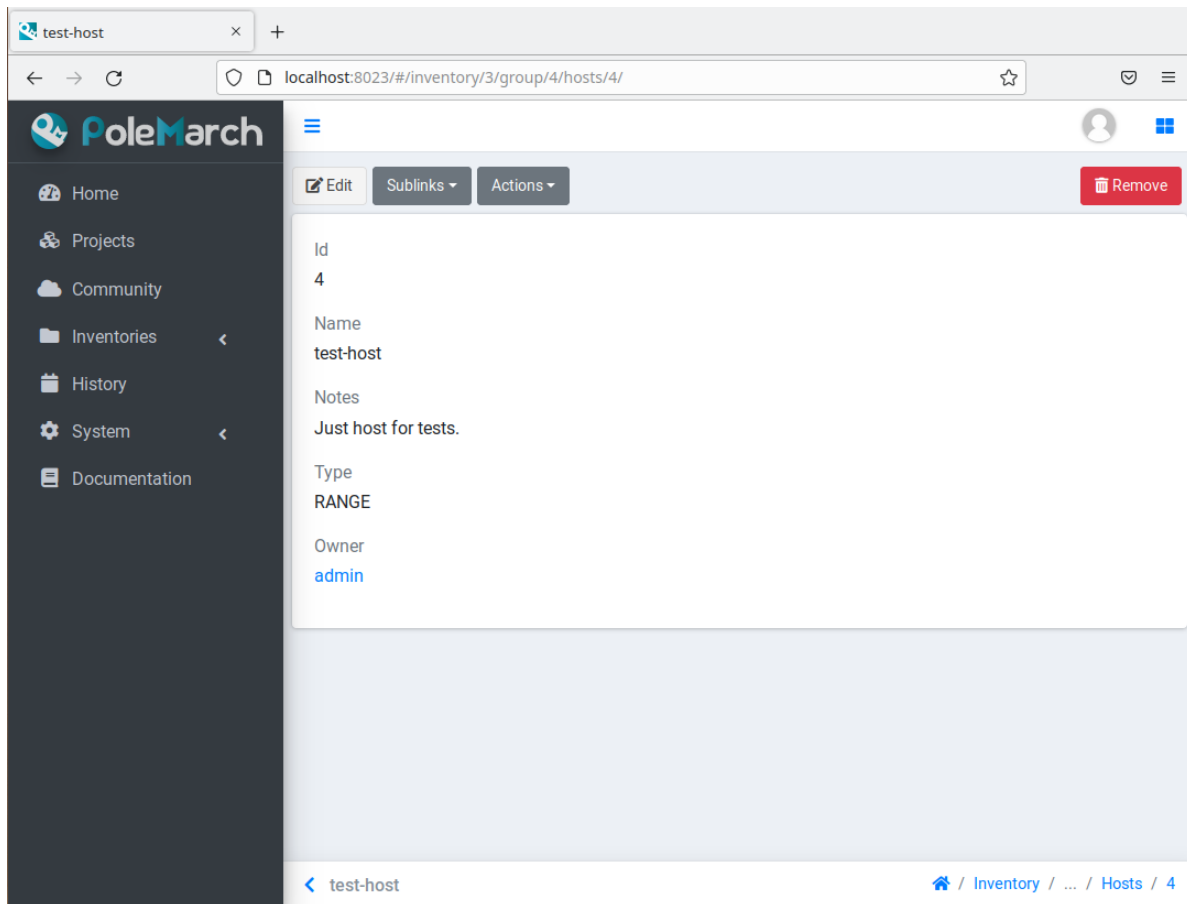 test-host
localhost:8023/#/inventory/3/group/4/hosts/4/
PoleMarch
Home
Projects
Community
Inventories
History
System
Documentation
Edit Sublinks Actions Remove
Id
4
Name
test-host
Notes
Just host for tests.
Type
RANGE
Owner
admin
test-host / Inventory / ... / Hosts / 4